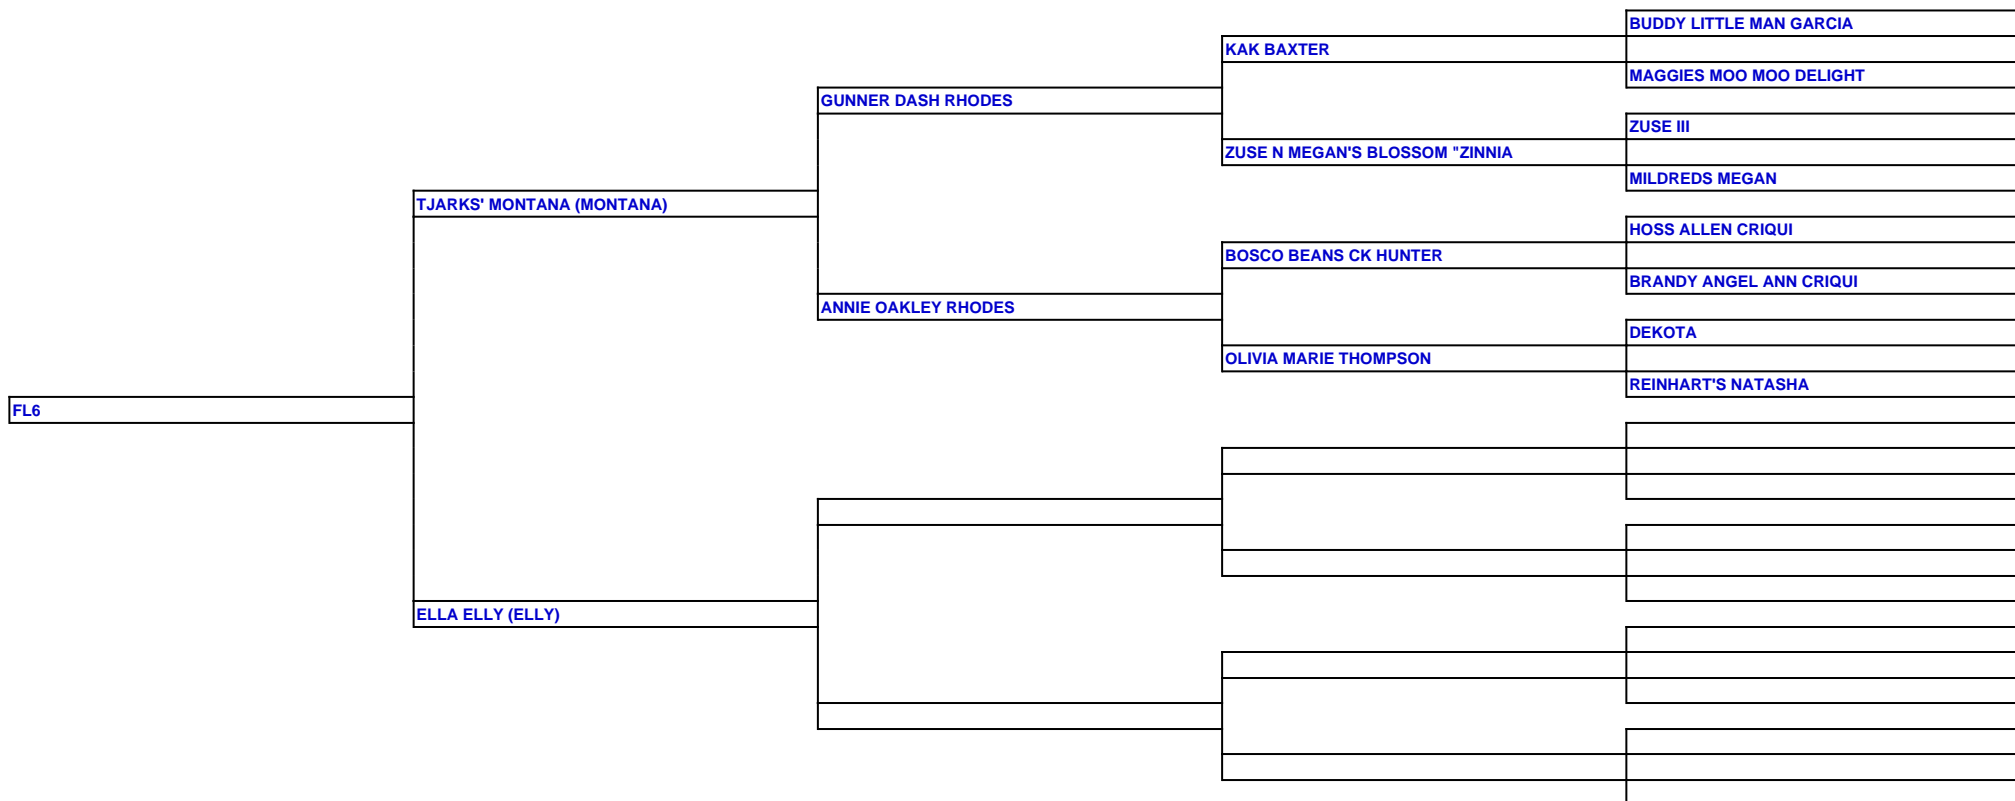 BUDDY LITTLE MAN GARCIA
KAK BAXTER
MAGGIES MOO MOO DELIGHT
GUNNER DASH RHODES
ZUSE III
ZUSE N MEGAN'S BLOSSOM "ZINNIA
MILDREDS MEGAN
TJARKS' MONTANA (MONTANA)
HOSS ALLEN CRIQUI
BOSCO BEANS CK HUNTER
BRANDY ANGEL ANN CRIQUI
ANNIE OAKLEY RHODES
DEKOTA
OLIVIA MARIE THOMPSON
REINHART'S NATASHA
FL6
ELLA ELLY (ELLY)